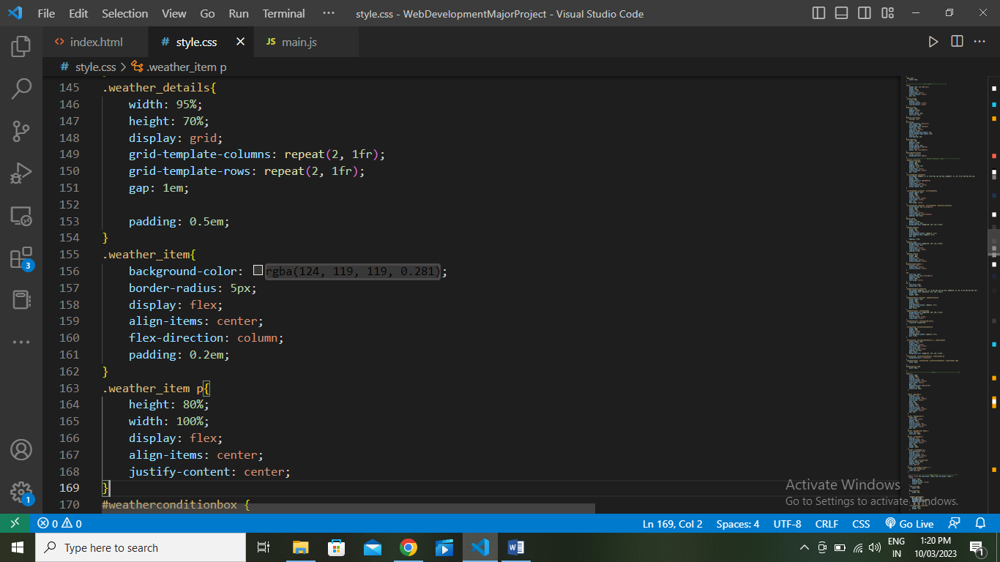 File Edit Selection View Go Run Terminal ··· style.css - WebDevelopmentMajorProject - Visual Studio Code
<> index.html # style.css JS main.js
# style.css > .weather_item p
145 .weather_details{
146 width: 95%;
147 height: 70%;
148 display: grid;
149 grid-template-columns: repeat(2, 1fr);
150 grid-template-rows: repeat(2, 1fr);
151 gap: 1em;
152
153 padding: 0.5em;
154 }
155 .weather_item{
156 background-color: rgba(124, 119, 119, 0.281);
157 border-radius: 5px;
158 display: flex;
159 align-items: center;
160 flex-direction: column;
161 padding: 0.2em;
162 }
163 .weather_item p{
164 height: 80%;
165 width: 100%;
166 display: flex;
167 align-items: center;
168 justify-content: center;
169 }
170 #weatherconditionbox {
3
1
Activate Windows
Go to Settings to activate Windows.
0 0 Ln 169, Col 2 Spaces: 4 UTF-8 CRLF CSS Go Live
Type here to search
ENG
IN
1:20 PM
10/03/2023
1